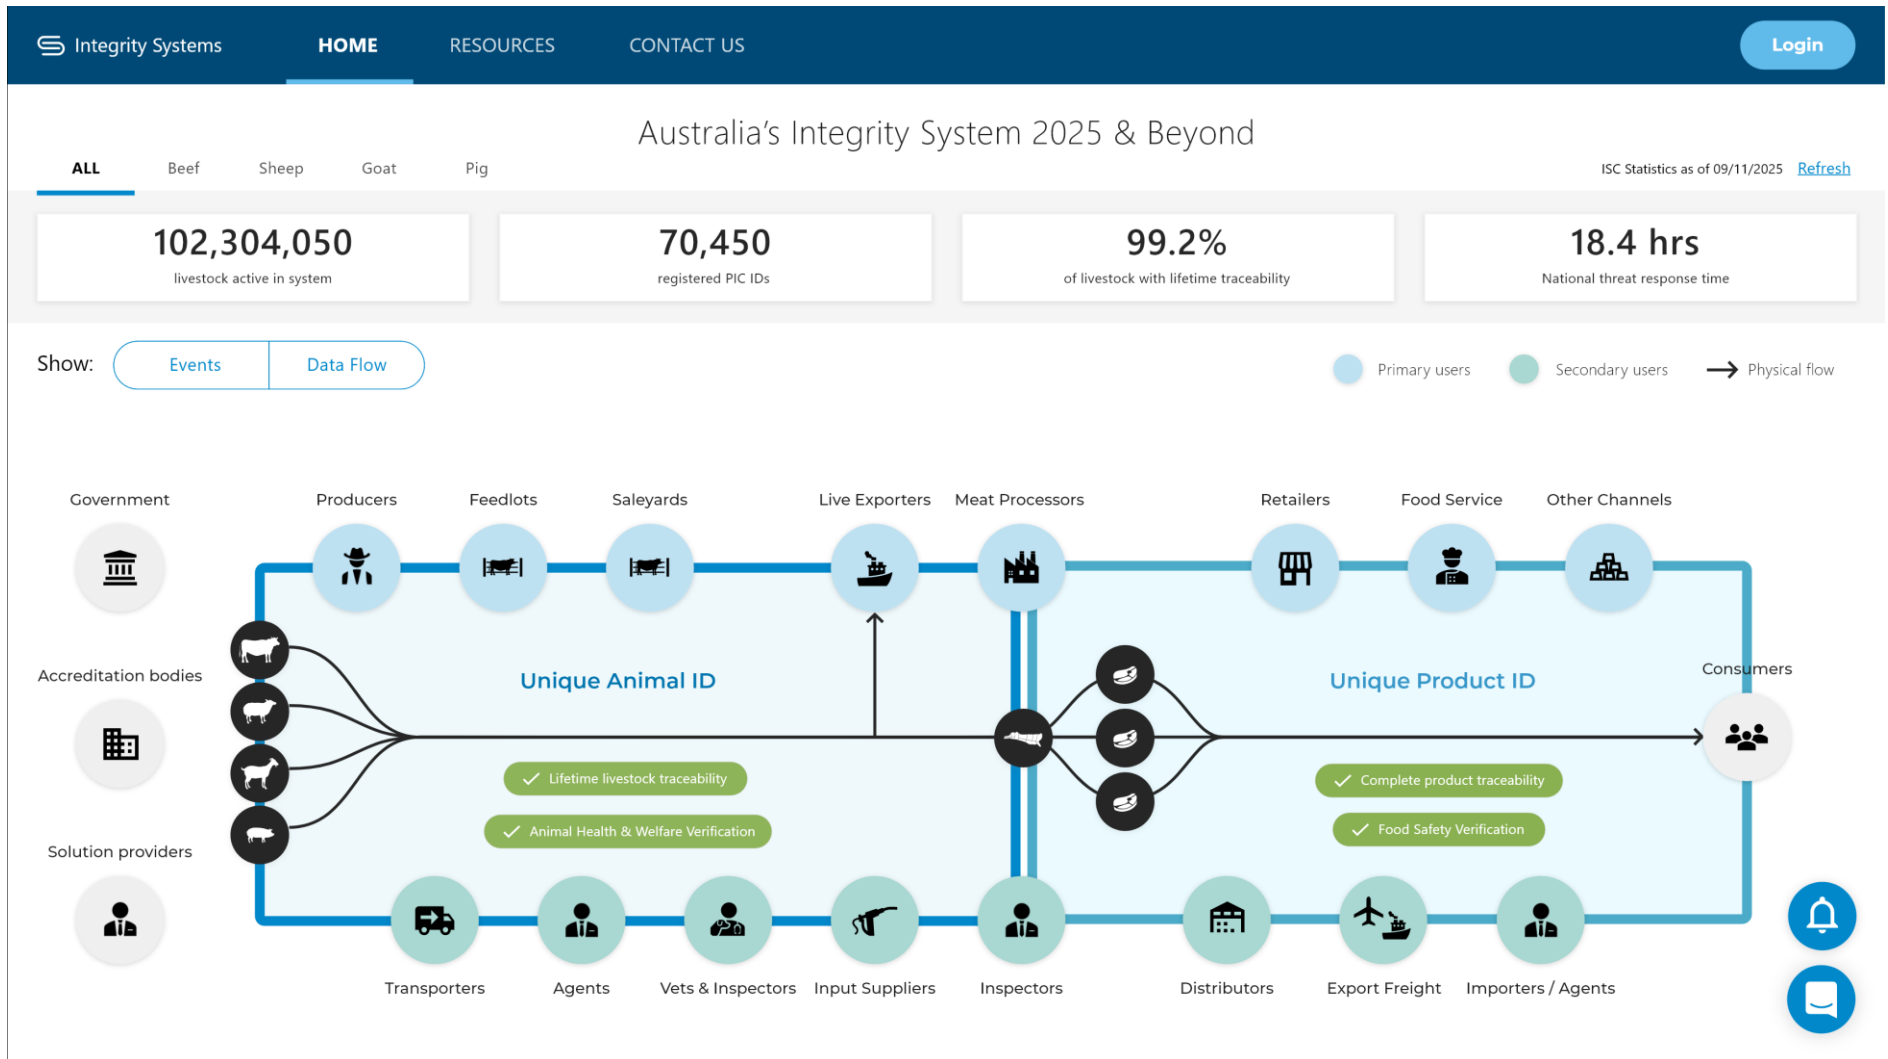 Integrity Systems
HOME
RESOURCES
CONTACT US
Login
Australia's Integrity System 2025 & Beyond
ALL
Beef
Sheep
Goat
Pig
ISC Statistics as of 09/11/2025
Refresh
102,304,050
livestock active in system
70,450
registered PIC IDs
99.2%
of livestock with lifetime traceability
18.4 hrs
National threat response time
Show:
Events
Data Flow
Primary users
Secondary users
Physical flow
Government
Producers
Feedlots
Saleyards
Live Exporters
Meat Processors
Retailers
Food Service
Other Channels
Accreditation bodies
Unique Animal ID
Unique Product ID
Consumers
Lifetime livestock traceability
Complete product traceability
Animal Health & Welfare Verification
Food Safety Verification
Solution providers
Transporters
Agents
Vets & Inspectors
Input Suppliers
Inspectors
Distributors
Export Freight
Importers / Agents